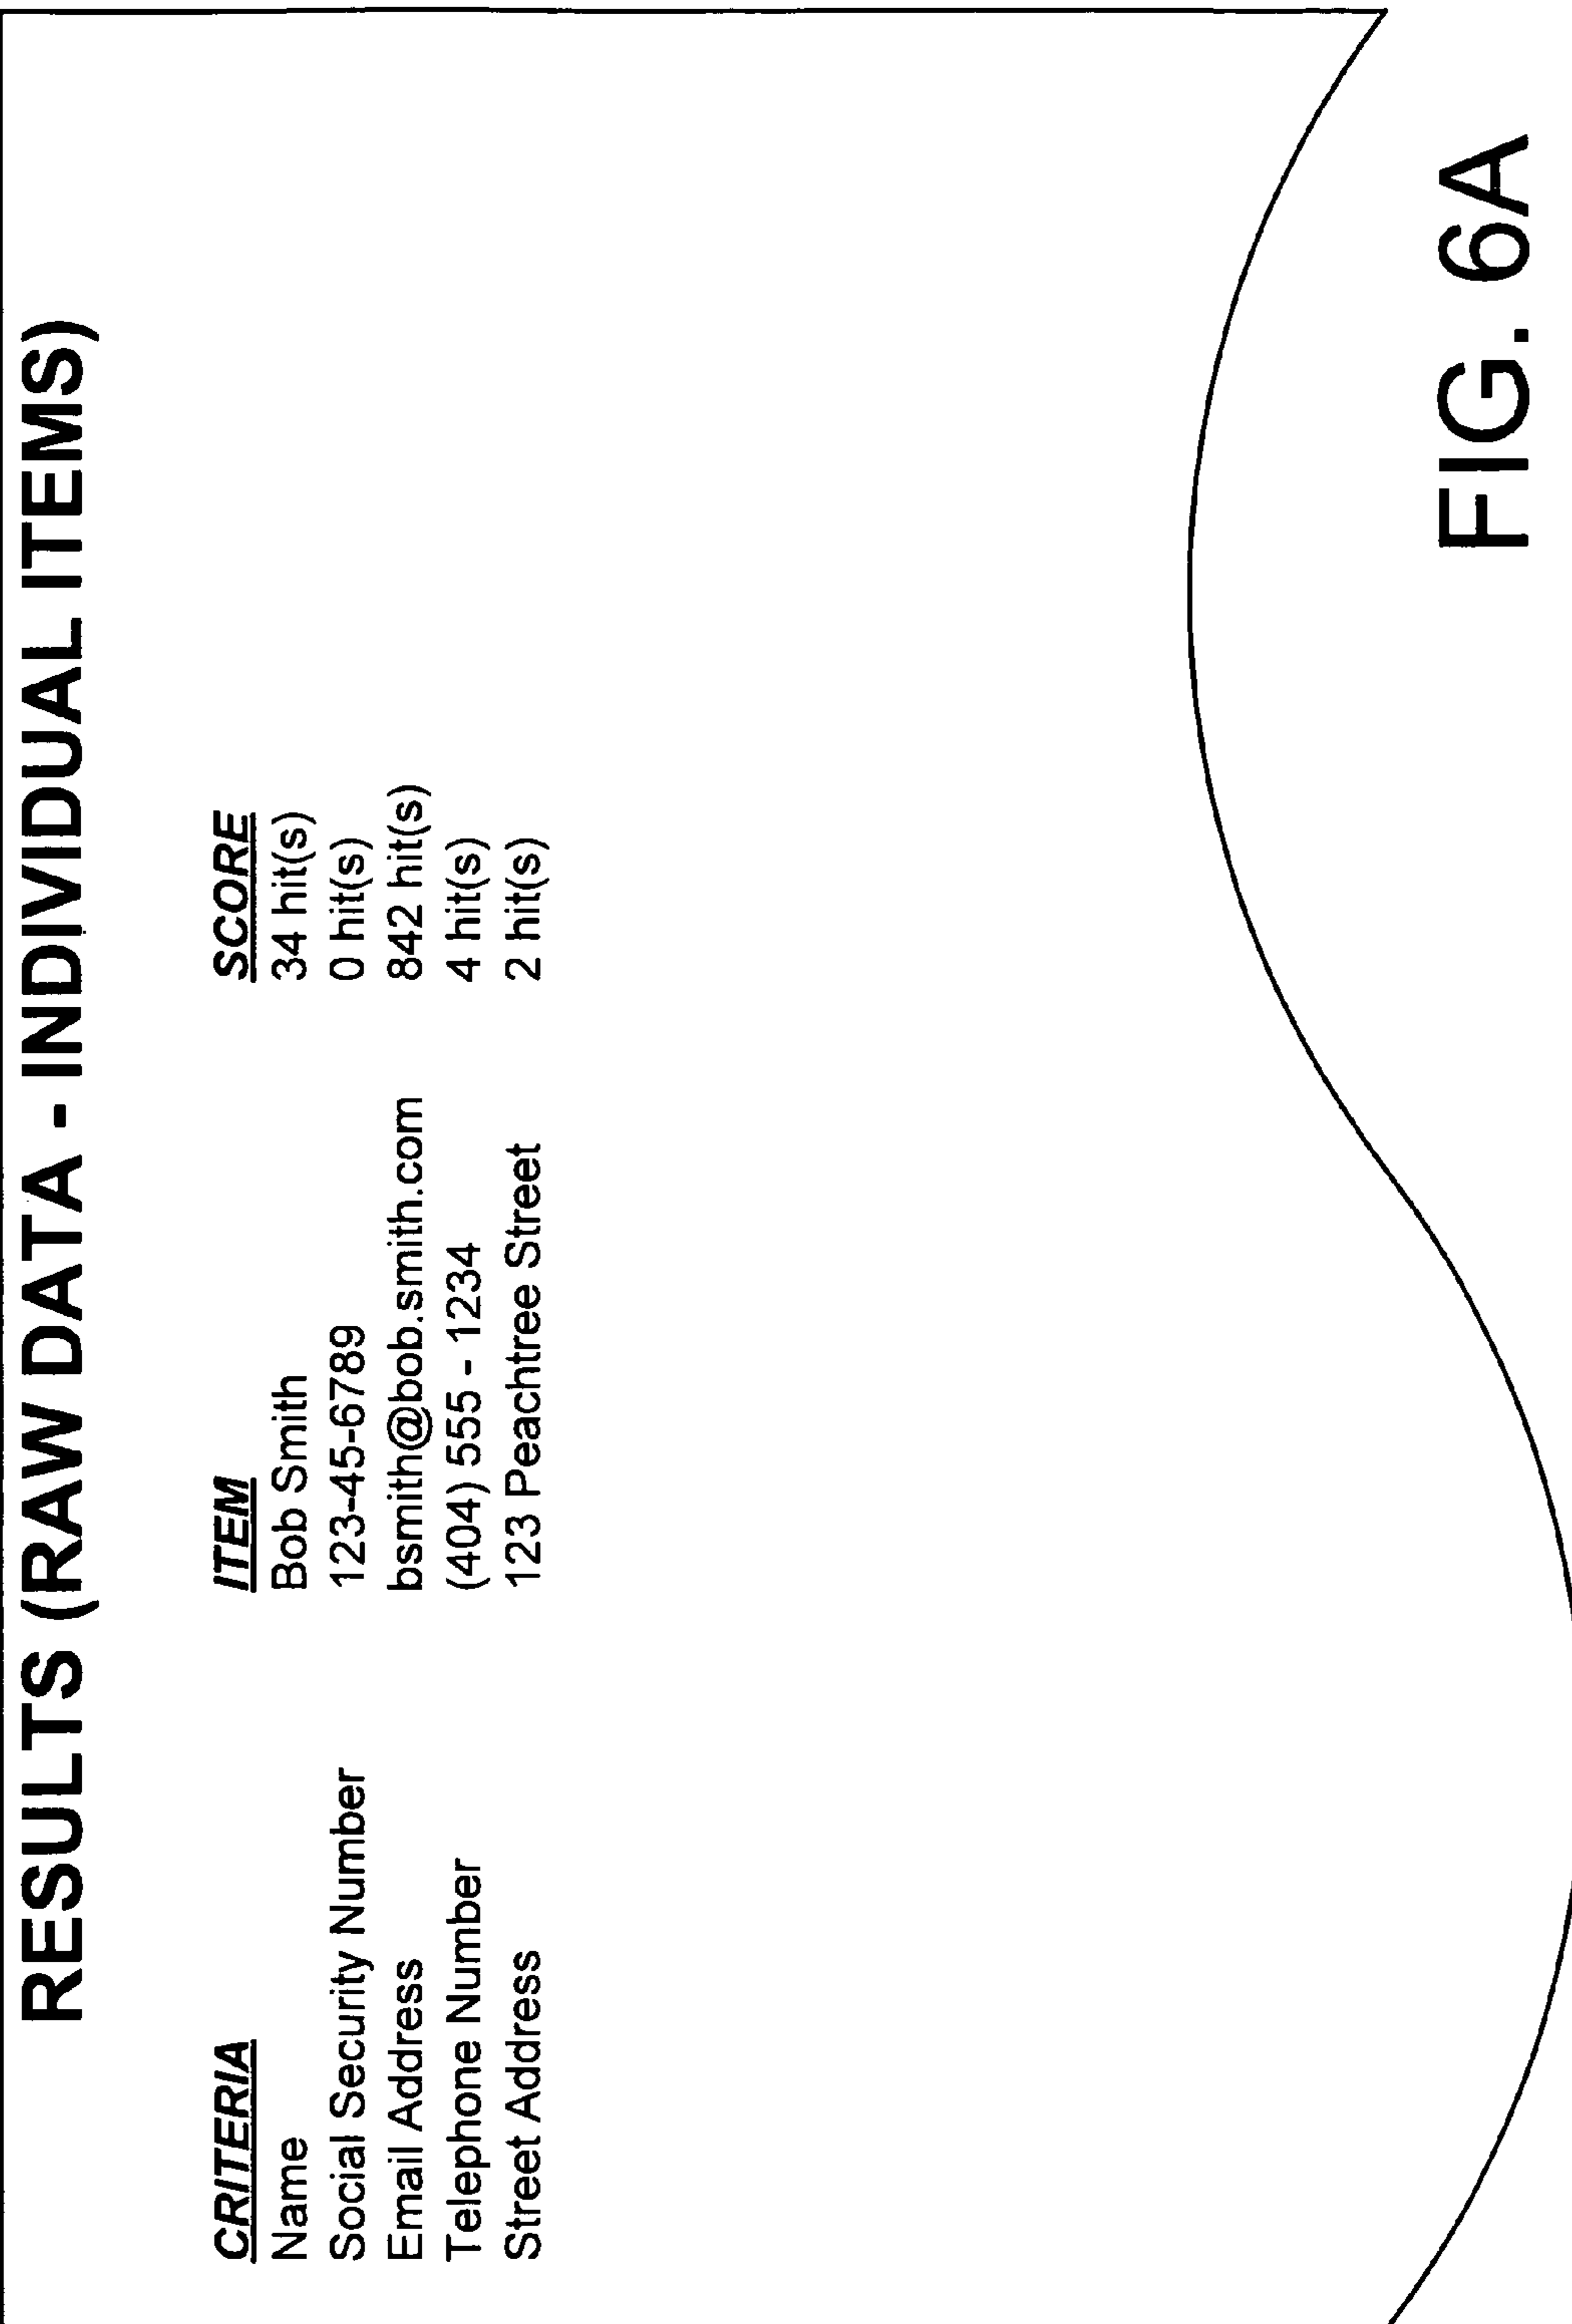 RESULTS (RAW DATA - INDIVIDUAL ITEMS)
CRITERIA ITEM SCORE
Name Bob Smith 34 hit(s)
Social Security Number 123-45-6789 0 hit(s)
Email Address bsmith@bob.smith.com 842 hit(s)
Telephone Number (404) 555 - 1234 4 hit(s)
Street Address 123 Peachtree Street 2 hit(s)
FIG. 6A